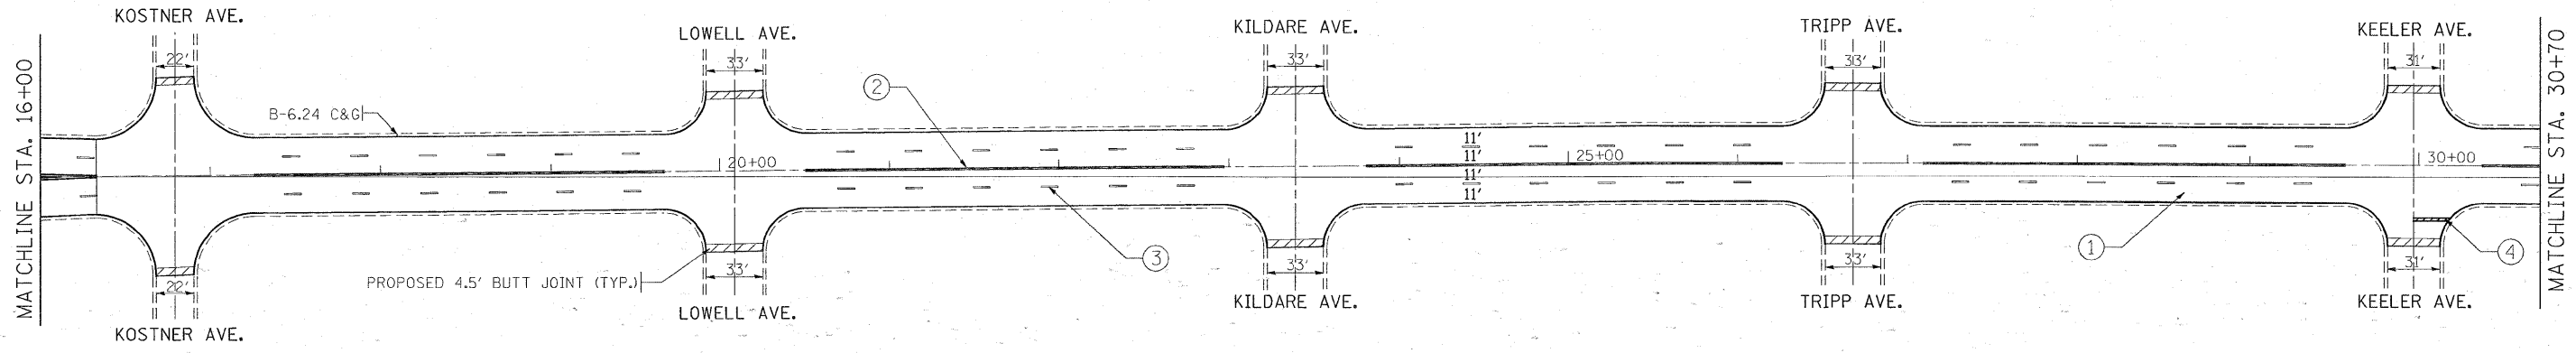 KOSTNER AVE.
LOWELL AVE.
KILDARE AVE.
TRIPP AVE.
KEELER AVE.
MATCHLINE STA. 16+00
22'
33'
33'
33'
31'
MATCHLINE STA. 30+70
2
B-6.24 C&G
11'
11'
11'
11'
20+00
25+00
30+00
3
1
4
PROPOSED 4.5' BUTT JOINT (TYP.)
22'
33'
33'
33'
31'
KOSTNER AVE.
LOWELL AVE.
KILDARE AVE.
TRIPP AVE.
KEELER AVE.